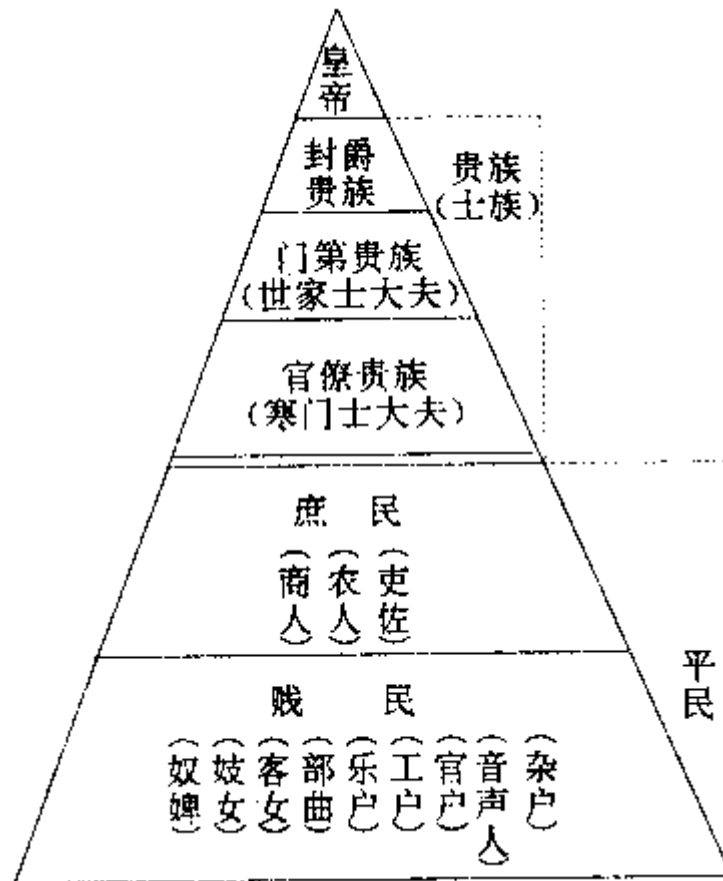 皇帝
封爵
贵族
贵族
(士族)
门第贵族
(世家士大夫)
官僚贵族
(寒门士大夫)
庶 民
(商人) (农人) (吏佐)
平民
贱 民
(奴婢) (妓女) (客女) (部曲) (乐户) (工户) (官户) (音声人) (杂户)